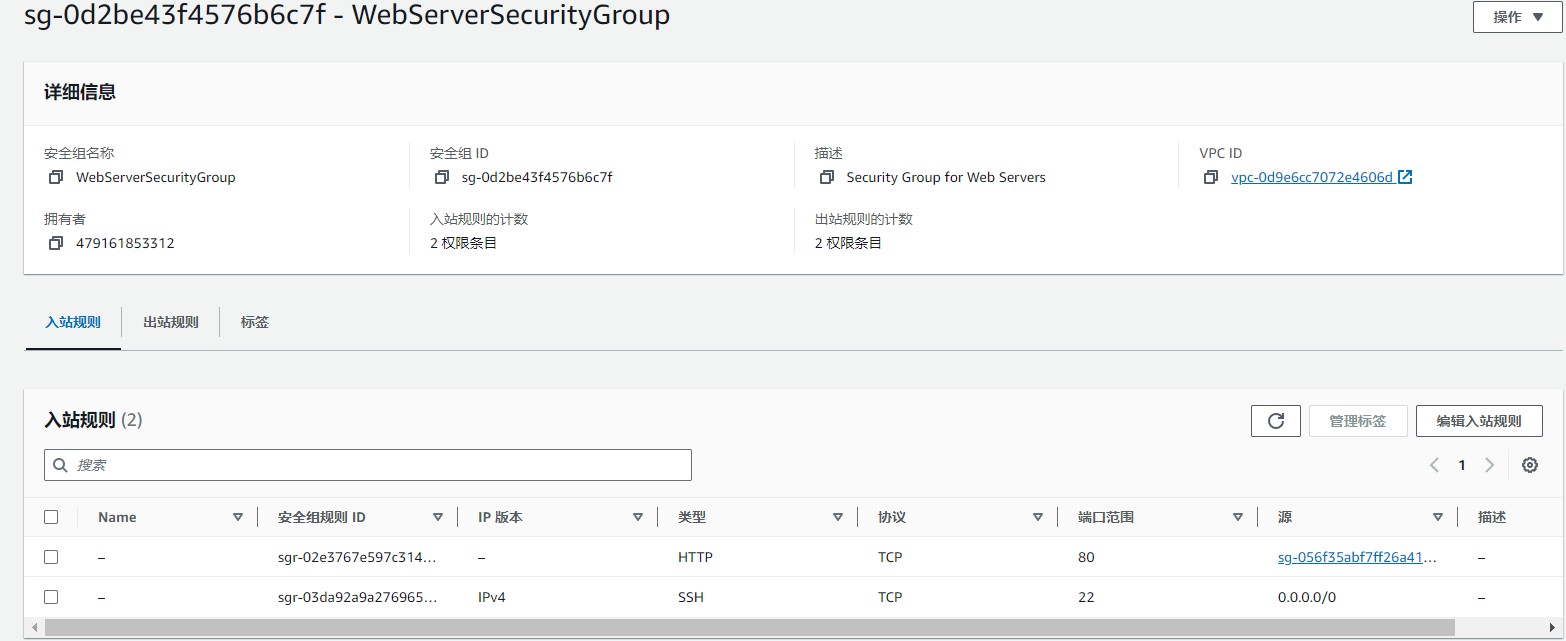 sg-0d2be43f4576b6c7f - WebServerSecurityGroup
操作
详细信息
安全组名称
WebServerSecurityGroup
安全组 ID
sg-0d2be43f4576b6c7f
描述
Security Group for Web Servers
VPC ID
vpc-0d9e6cc7072e4606d
拥有者
479161853312
入站规则的计数
2 权限条目
出站规则的计数
2 权限条目
入站规则 出站规则 标签
入站规则 (2)
管理标签 编辑入站规则
搜索
1
Name 安全组规则 ID IP 版本 类型 协议 端口范围 源 描述
– sgr-02e3767e597c314... – HTTP TCP 80 sg-056f35abf7ff26a41... –
– sgr-03da92a9a276965... IPv4 SSH TCP 22 0.0.0.0/0 –